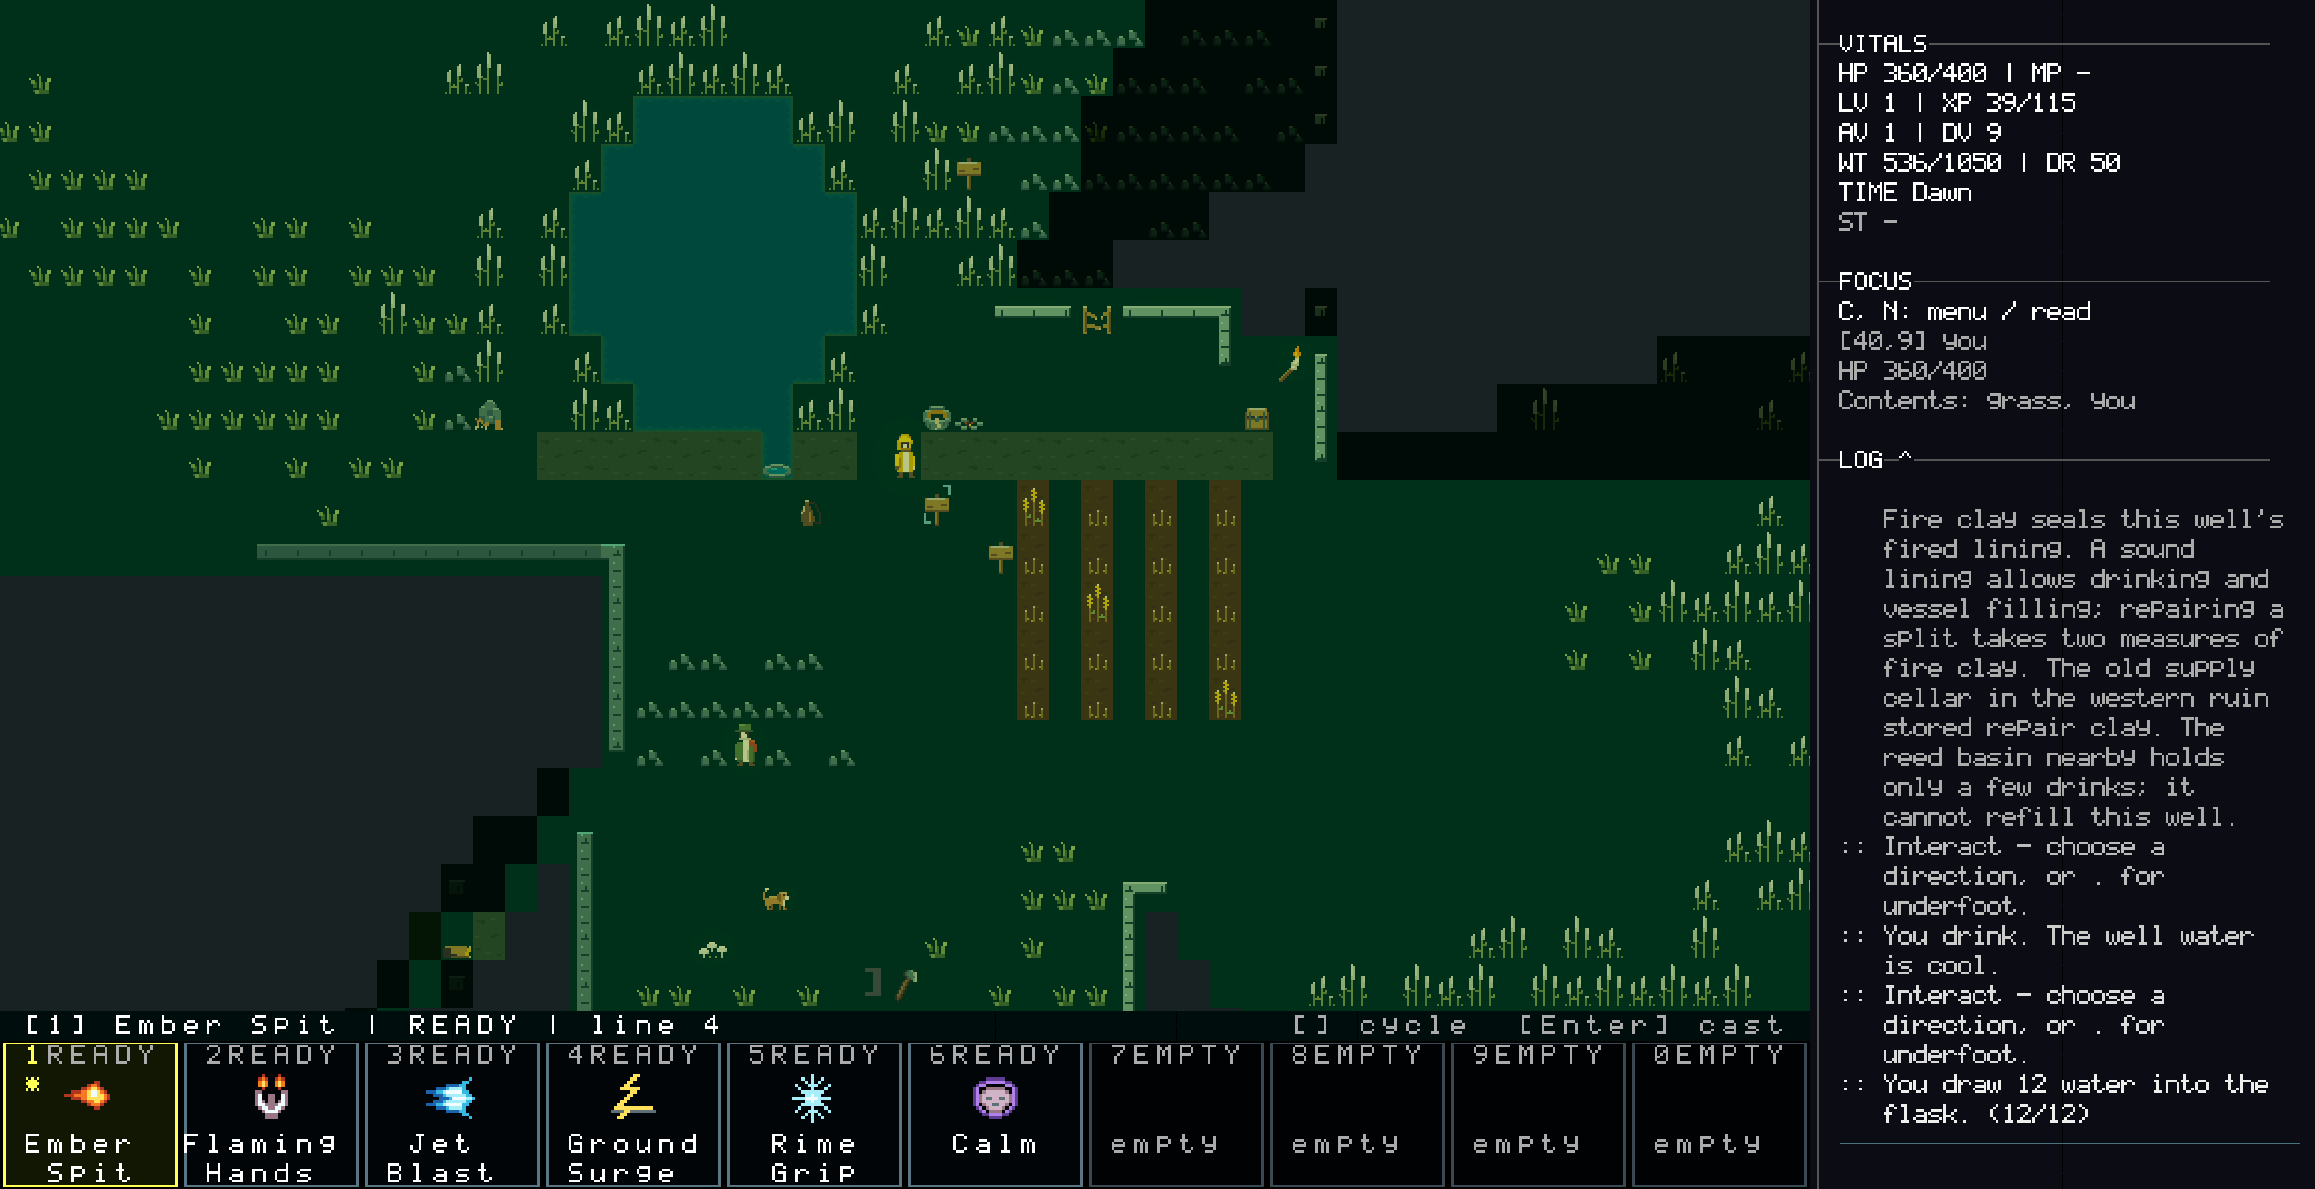 VITALS
HP 360/400 | MP -
LV 1 | XP 39/115
AV 1 | DV 9
WT 536/1050 | DR 50
TIME Dawn
ST -
FOCUS
C, N: menu / read
[40,9] you
HP 360/400
Contents: grass, you
LOG ^
Fire clay seals this well's
fired lining. A sound
lining allows drinking and
vessel filling; repairing a
split takes two measures of
fire clay. The old supply
cellar in the western ruin
stored repair clay. The
reed basin nearby holds
only a few drinks; it
cannot refill this well.
:: Interact - choose a
direction, or . for
underfoot.
:: You drink. The well water
is cool.
:: Interact - choose a
direction, or . for
underfoot.
:: You draw 12 water into the
flask. (12/12)
[1] Ember Spit | READY | line 4
[] cycle [Enter] cast
1READY 2READY 3READY 4READY 5READY 6READY 7EMPTY 8EMPTY 9EMPTY 0EMPTY
Ember Flaming Jet Ground Rime Calm empty empty empty empty
Spit Hands Blast Surge Grip